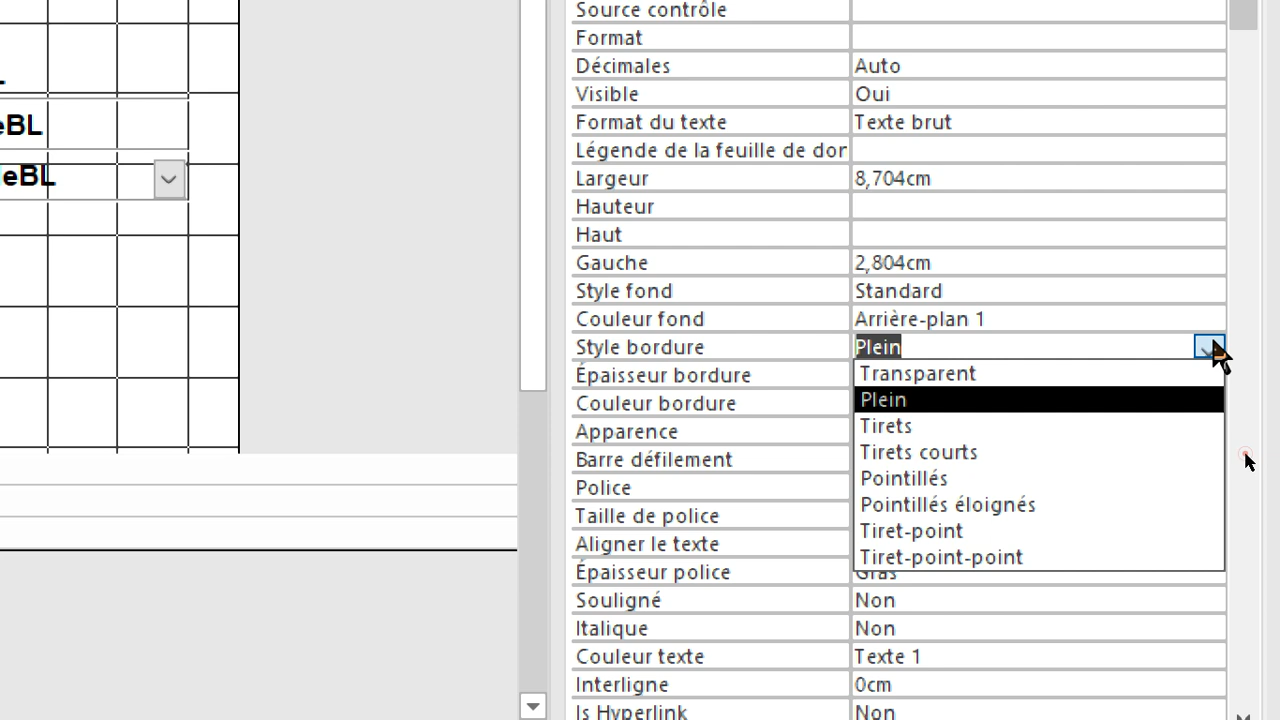 eBL
leBL
Source contrôle
Format
Décimales Auto
Visible Oui
Format du texte Texte brut
Légende de la feuille de dor
Largeur 8,704cm
Hauteur
Haut
Gauche 2,804cm
Style fond Standard
Couleur fond Arrière-plan 1
Style bordure Plein
Épaisseur bordure
Couleur bordure
Apparence
Barre défilement
Police
Taille de police
Aligner le texte
Transparent
Plein
Tirets
Tirets courts
Pointillés
Pointillés éloignés
Tiret-point
Tiret-point-point
Épaisseur police Gras
Souligné Non
Italique Non
Couleur texte Texte 1
Interligne 0cm
Is Hyperlink Non